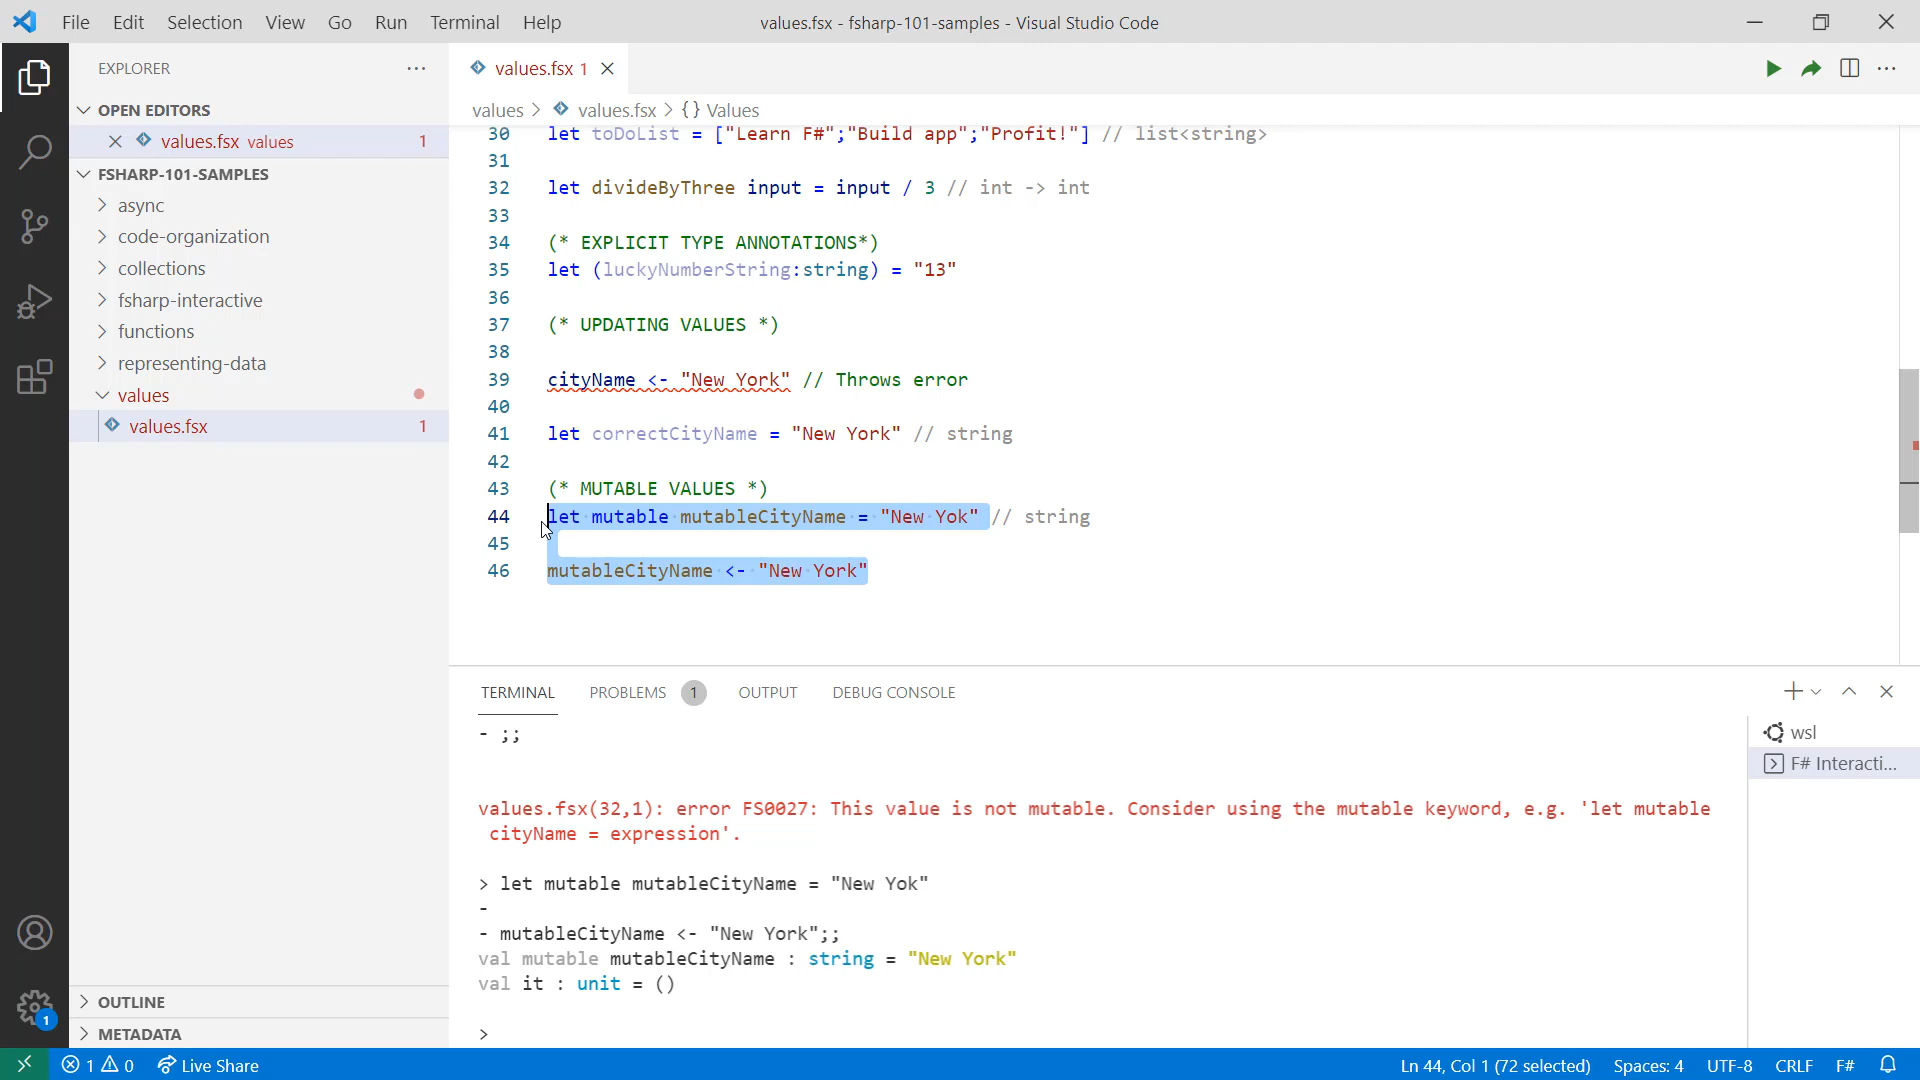 File Edit Selection View Go Run Terminal Help values.fsx - fsharp-101-samples - Visual Studio Code
EXPLORER
OPEN EDITORS
values.fsx values 1
FSHARP-101-SAMPLES
async
code-organization
collections
fsharp-interactive
functions
representing-data
values
values.fsx 1
OUTLINE
METADATA
1
values.fsx 1
values > values.fsx > {} Values
30 let toDoList = ["Learn F#";"Build app";"Profit!"] // list<string>
31
32 let divideByThree input = input / 3 // int -> int
33
34 (* EXPLICIT TYPE ANNOTATIONS*)
35 let (luckyNumberString:string) = "13"
36
37 (* UPDATING VALUES *)
38
39 cityName <- "New York" // Throws error
40
41 let correctCityName = "New York" // string
42
43 (* MUTABLE VALUES *)
44 let mutable mutableCityName = "New Yok" // string
45
46 mutableCityName <- "New York"
TERMINAL PROBLEMS 1 OUTPUT DEBUG CONSOLE
- ;;
values.fsx(32,1): error FS0027: This value is not mutable. Consider using the mutable keyword, e.g. 'let mutable
cityName = expression'.
> let mutable mutableCityName = "New Yok"
-
- mutableCityName <- "New York";;
val mutable mutableCityName : string = "New York"
val it : unit = ()
>
wsl
F# Interacti...
1 0 Live Share Ln 44, Col 1 (72 selected) Spaces: 4 UTF-8 CRLF F#